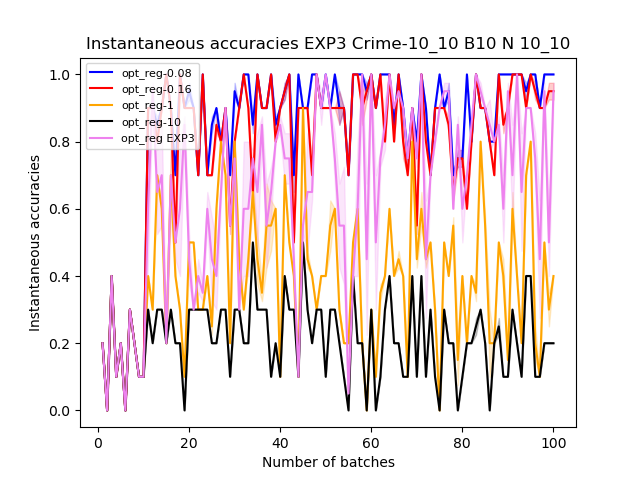 Instantaneous accuracies EXP3 Crime-10_10 B10 N 10_10
opt_reg-0.08
opt_reg-0.16
opt_reg-1
opt_reg-10
opt_reg EXP3
1.0
0.8
0.6
0.4
0.2
0.0
Instantaneous accuracies
0
20
40
60
80
100
Number of batches